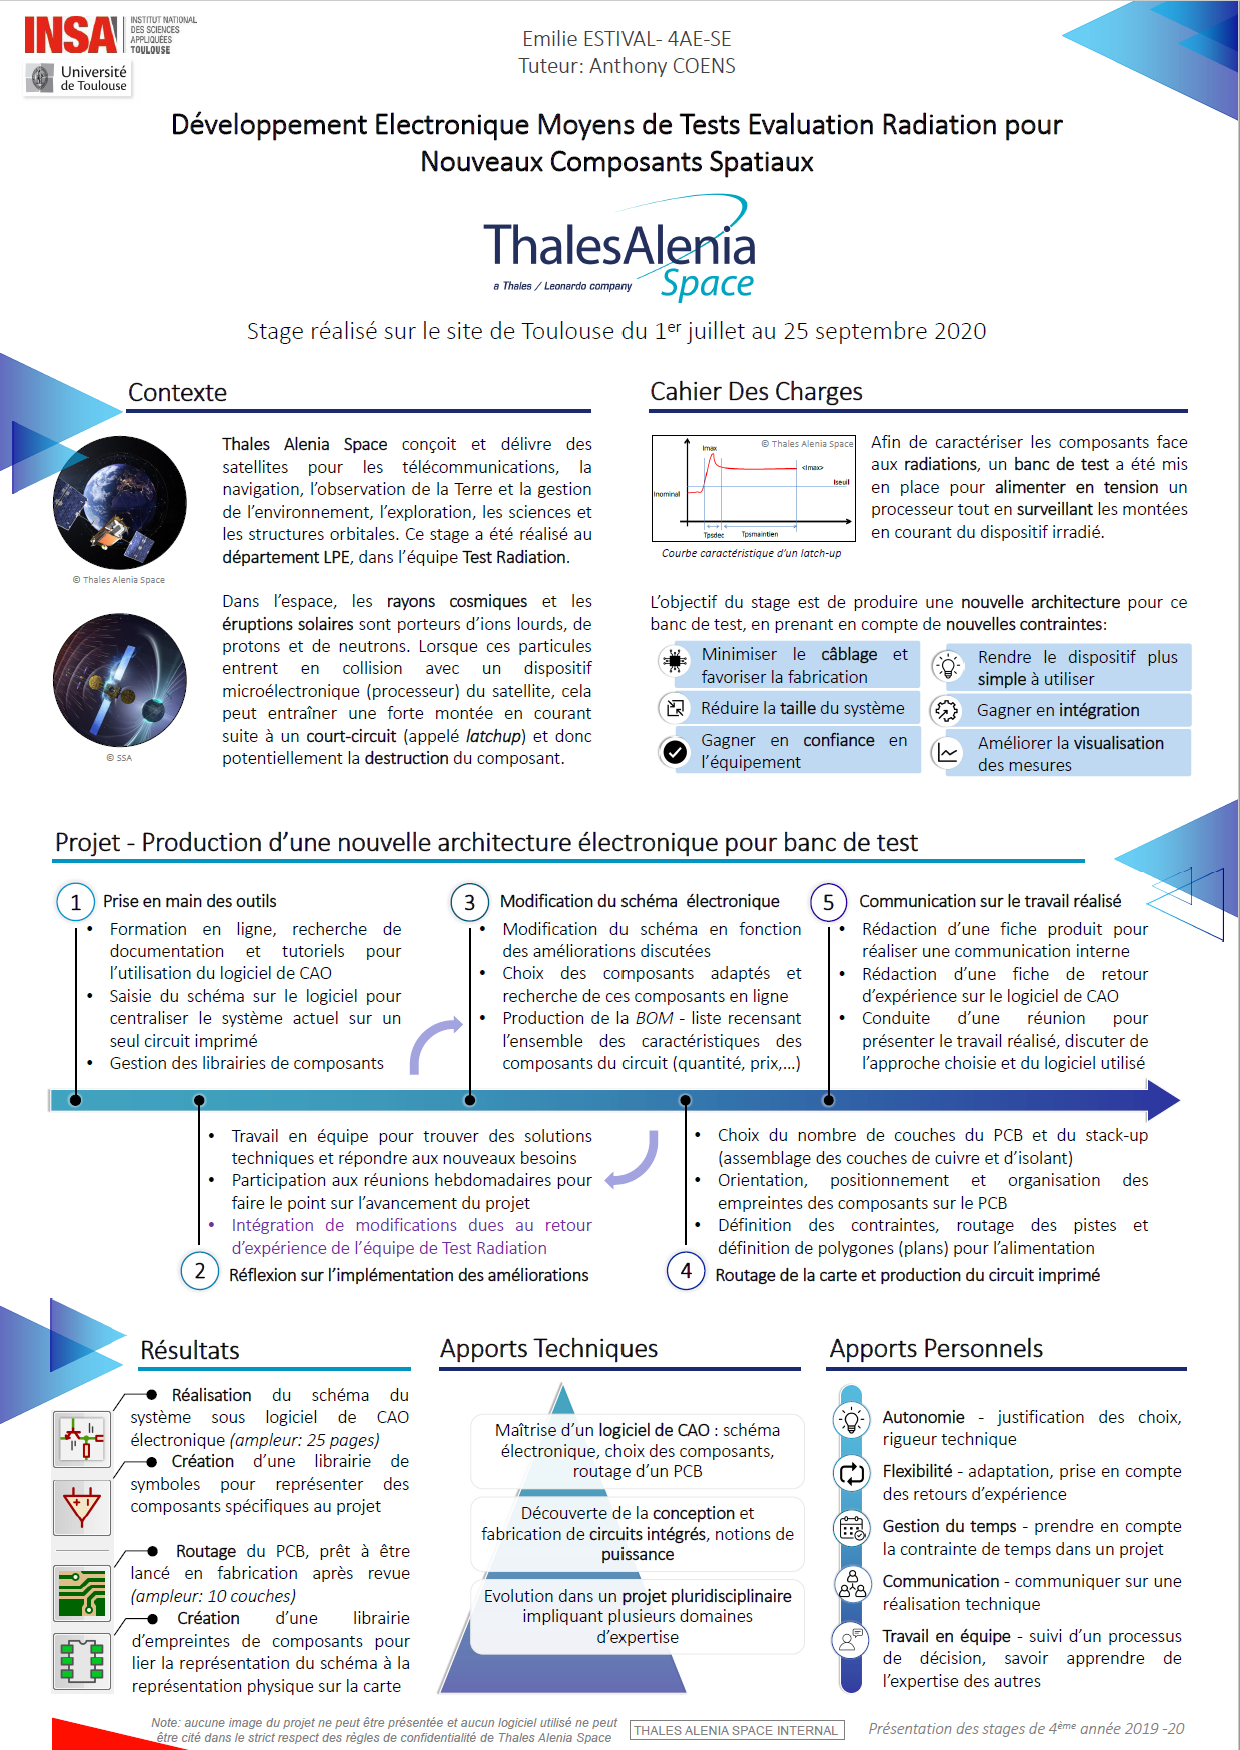 INSA
INSTITUT NATIONAL
DES SCIENCES
APPLIQUÉES
TOULOUSE
Université
de Toulouse
Emilie ESTIVAL- 4AE-SE
Tuteur: Anthony COENS
Développement Electronique Moyens de Tests Evaluation Radiation pour
Nouveaux Composants Spatiaux
ThalesAlenia
a Thales / Leonardo company
Space
Stage réalisé sur le site de Toulouse du 1er juillet au 25 septembre 2020
Contexte
Thales Alenia Space conçoit et délivre des
satellites pour les télécommunications, la
navigation, l'observation de la Terre et la gestion
de l'environnement, l'exploration, les sciences et
les structures orbitales. Ce stage a été réalisé au
département LPE, dans l'équipe Test Radiation.
© Thales Alenia Space
Dans l'espace, les rayons cosmiques et les
éruptions solaires sont porteurs d'ions lourds, de
protons et de neutrons. Lorsque ces particules
entrent en collision avec un dispositif
microélectronique (processeur) du satellite, cela
peut entraîner une forte montée en courant
suite à un court-circuit (appelé latchup) et donc
potentiellement la destruction du composant.
© SSA
Cahier Des Charges
© Thales Alenia Space
Imax
<Imax>
Iseuil
Inominal
Tpsdec
Tpsmaintien
Courbe caractéristique d'un latch-up
Afin de caractériser les composants face
aux radiations, un banc de test a été mis
en place pour alimenter en tension un
processeur tout en surveillant les montées
en courant du dispositif irradié.
L'objectif du stage est de produire une nouvelle architecture pour ce
banc de test, en prenant en compte de nouvelles contraintes:
Minimiser le câblage et
favoriser la fabrication
Réduire la taille du système
Gagner en confiance en
l'équipement
Rendre le dispositif plus
simple à utiliser
Gagner en intégration
Améliorer la visualisation
des mesures
Projet - Production d'une nouvelle architecture électronique pour banc de test
1 Prise en main des outils
• Formation en ligne, recherche de
documentation et tutoriels pour
l'utilisation du logiciel de CAO
• Saisie du schéma sur le logiciel pour
centraliser le système actuel sur un
seul circuit imprimé
• Gestion des librairies de composants
3 Modification du schéma électronique
• Modification du schéma en fonction
des améliorations discutées
• Choix des composants adaptés et
recherche de ces composants en ligne
• Production de la BOM - liste recensant
l'ensemble des caractéristiques des
composants du circuit (quantité, prix,...)
5 Communication sur le travail réalisé
• Rédaction d'une fiche produit pour
réaliser une communication interne
• Rédaction d'une fiche de retour
d'expérience sur le logiciel de CAO
• Conduite d'une réunion pour
présenter le travail réalisé, discuter de
l'approche choisie et du logiciel utilisé
• Travail en équipe pour trouver des solutions
techniques et répondre aux nouveaux besoins
• Participation aux réunions hebdomadaires pour
faire le point sur l'avancement du projet
• Intégration de modifications dues au retour
d'expérience de l'équipe de Test Radiation
2 Réflexion sur l'implémentation des améliorations
• Choix du nombre de couches du PCB et du stack-up
(assemblage des couches de cuivre et d'isolant)
• Orientation, positionnement et organisation des
empreintes des composants sur le PCB
• Définition des contraintes, routage des pistes et
définition de polygones (plans) pour l'alimentation
4 Routage de la carte et production du circuit imprimé
Résultats
Réalisation du schéma du
système sous logiciel de CAO
électronique (ampleur: 25 pages)
Création d'une librairie de
symboles pour représenter des
composants spécifiques au projet
Routage du PCB, prêt à être
lancé en fabrication après revue
(ampleur: 10 couches)
Création d'une librairie
d'empreintes de composants pour
lier la représentation du schéma à la
représentation physique sur la carte
Apports Techniques
Maîtrise d'un logiciel de CAO : schéma
électronique, choix des composants,
routage d'un PCB
Découverte de la conception et
fabrication de circuits intégrés, notions de
puissance
Evolution dans un projet pluridisciplinaire
impliquant plusieurs domaines
d'expertise
Apports Personnels
Autonomie - justification des choix,
rigueur technique
Flexibilité - adaptation, prise en compte
des retours d'expérience
Gestion du temps - prendre en compte
la contrainte de temps dans un projet
Communication - communiquer sur une
réalisation technique
Travail en équipe - suivi d'un processus
de décision, savoir apprendre de
l'expertise des autres
Note: aucune image du projet ne peut être présentée et aucun logiciel utilisé ne peut
être cité dans le strict respect des règles de confidentialité de Thales Alenia Space
THALES ALENIA SPACE INTERNAL
Présentation des stages de 4ème année 2019 -20